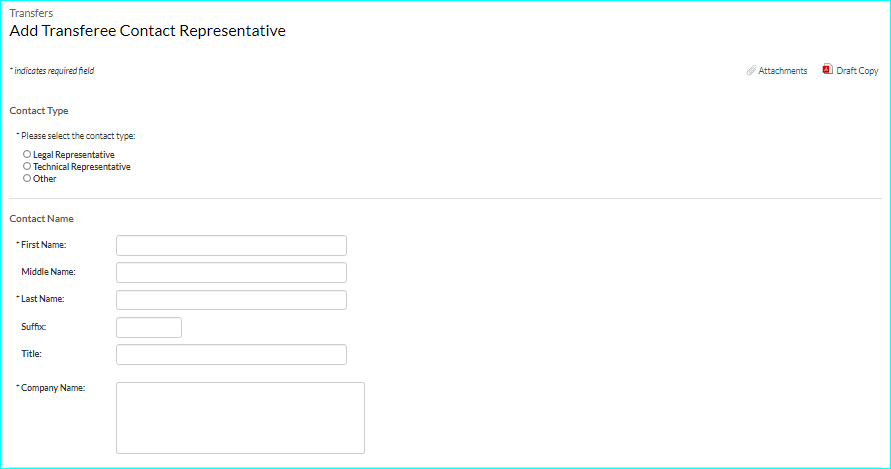 Transfers
Add Transferee Contact Representative
* indicates required field
Attachments Draft Copy
Contact Type
* Please select the contact type:
Legal Representative
Technical Representative
Other
Contact Name
* First Name:
Middle Name:
* Last Name:
Suffix:
Title:
* Company Name: